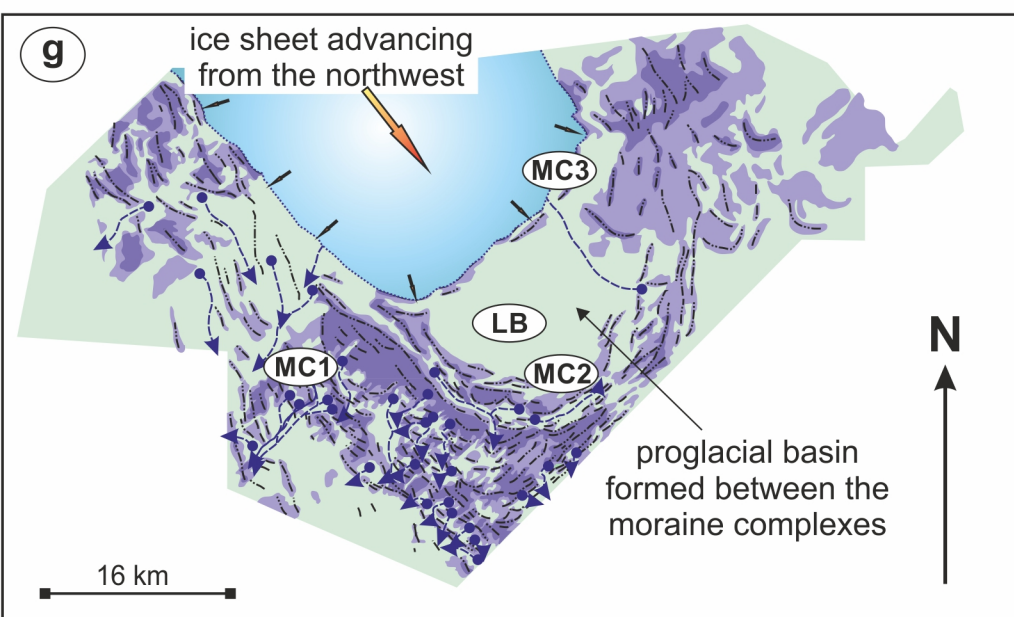 g
ice sheet advancing
from the northwest
MC3
LB
MC1
MC2
N
proglacial basin
formed between the
moraine complexes
16 km